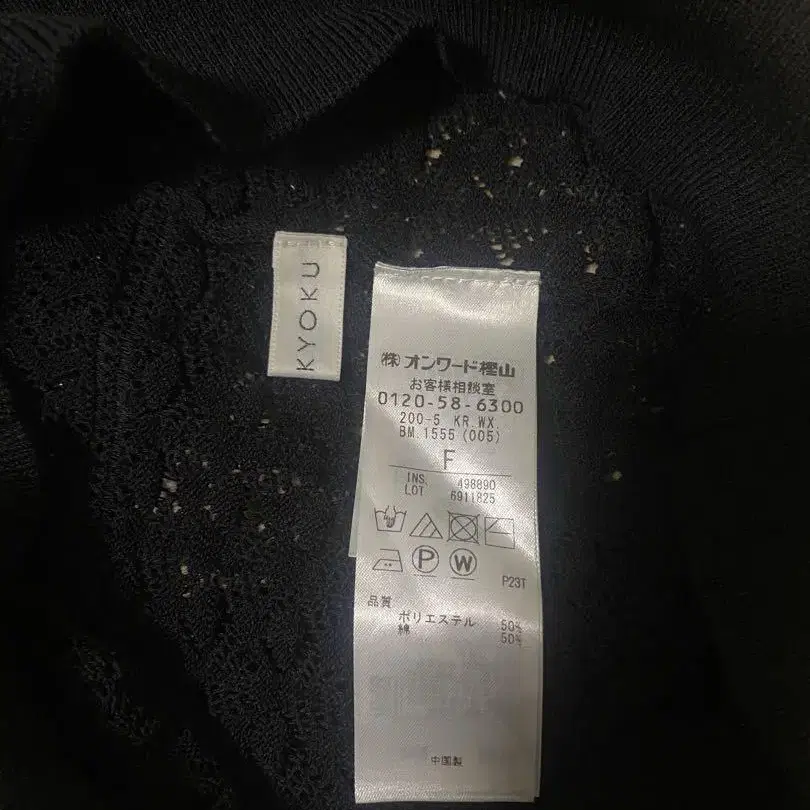 KYOKU
㈱オンワード樫山
お客様相談室
0120-58-6300
200-5 KR.WX.
BM.1555 (005)
F
INS. 498890
LOT 6911825
P W
P23T
品質
ポリエステル 50%
綿 50%
中国製